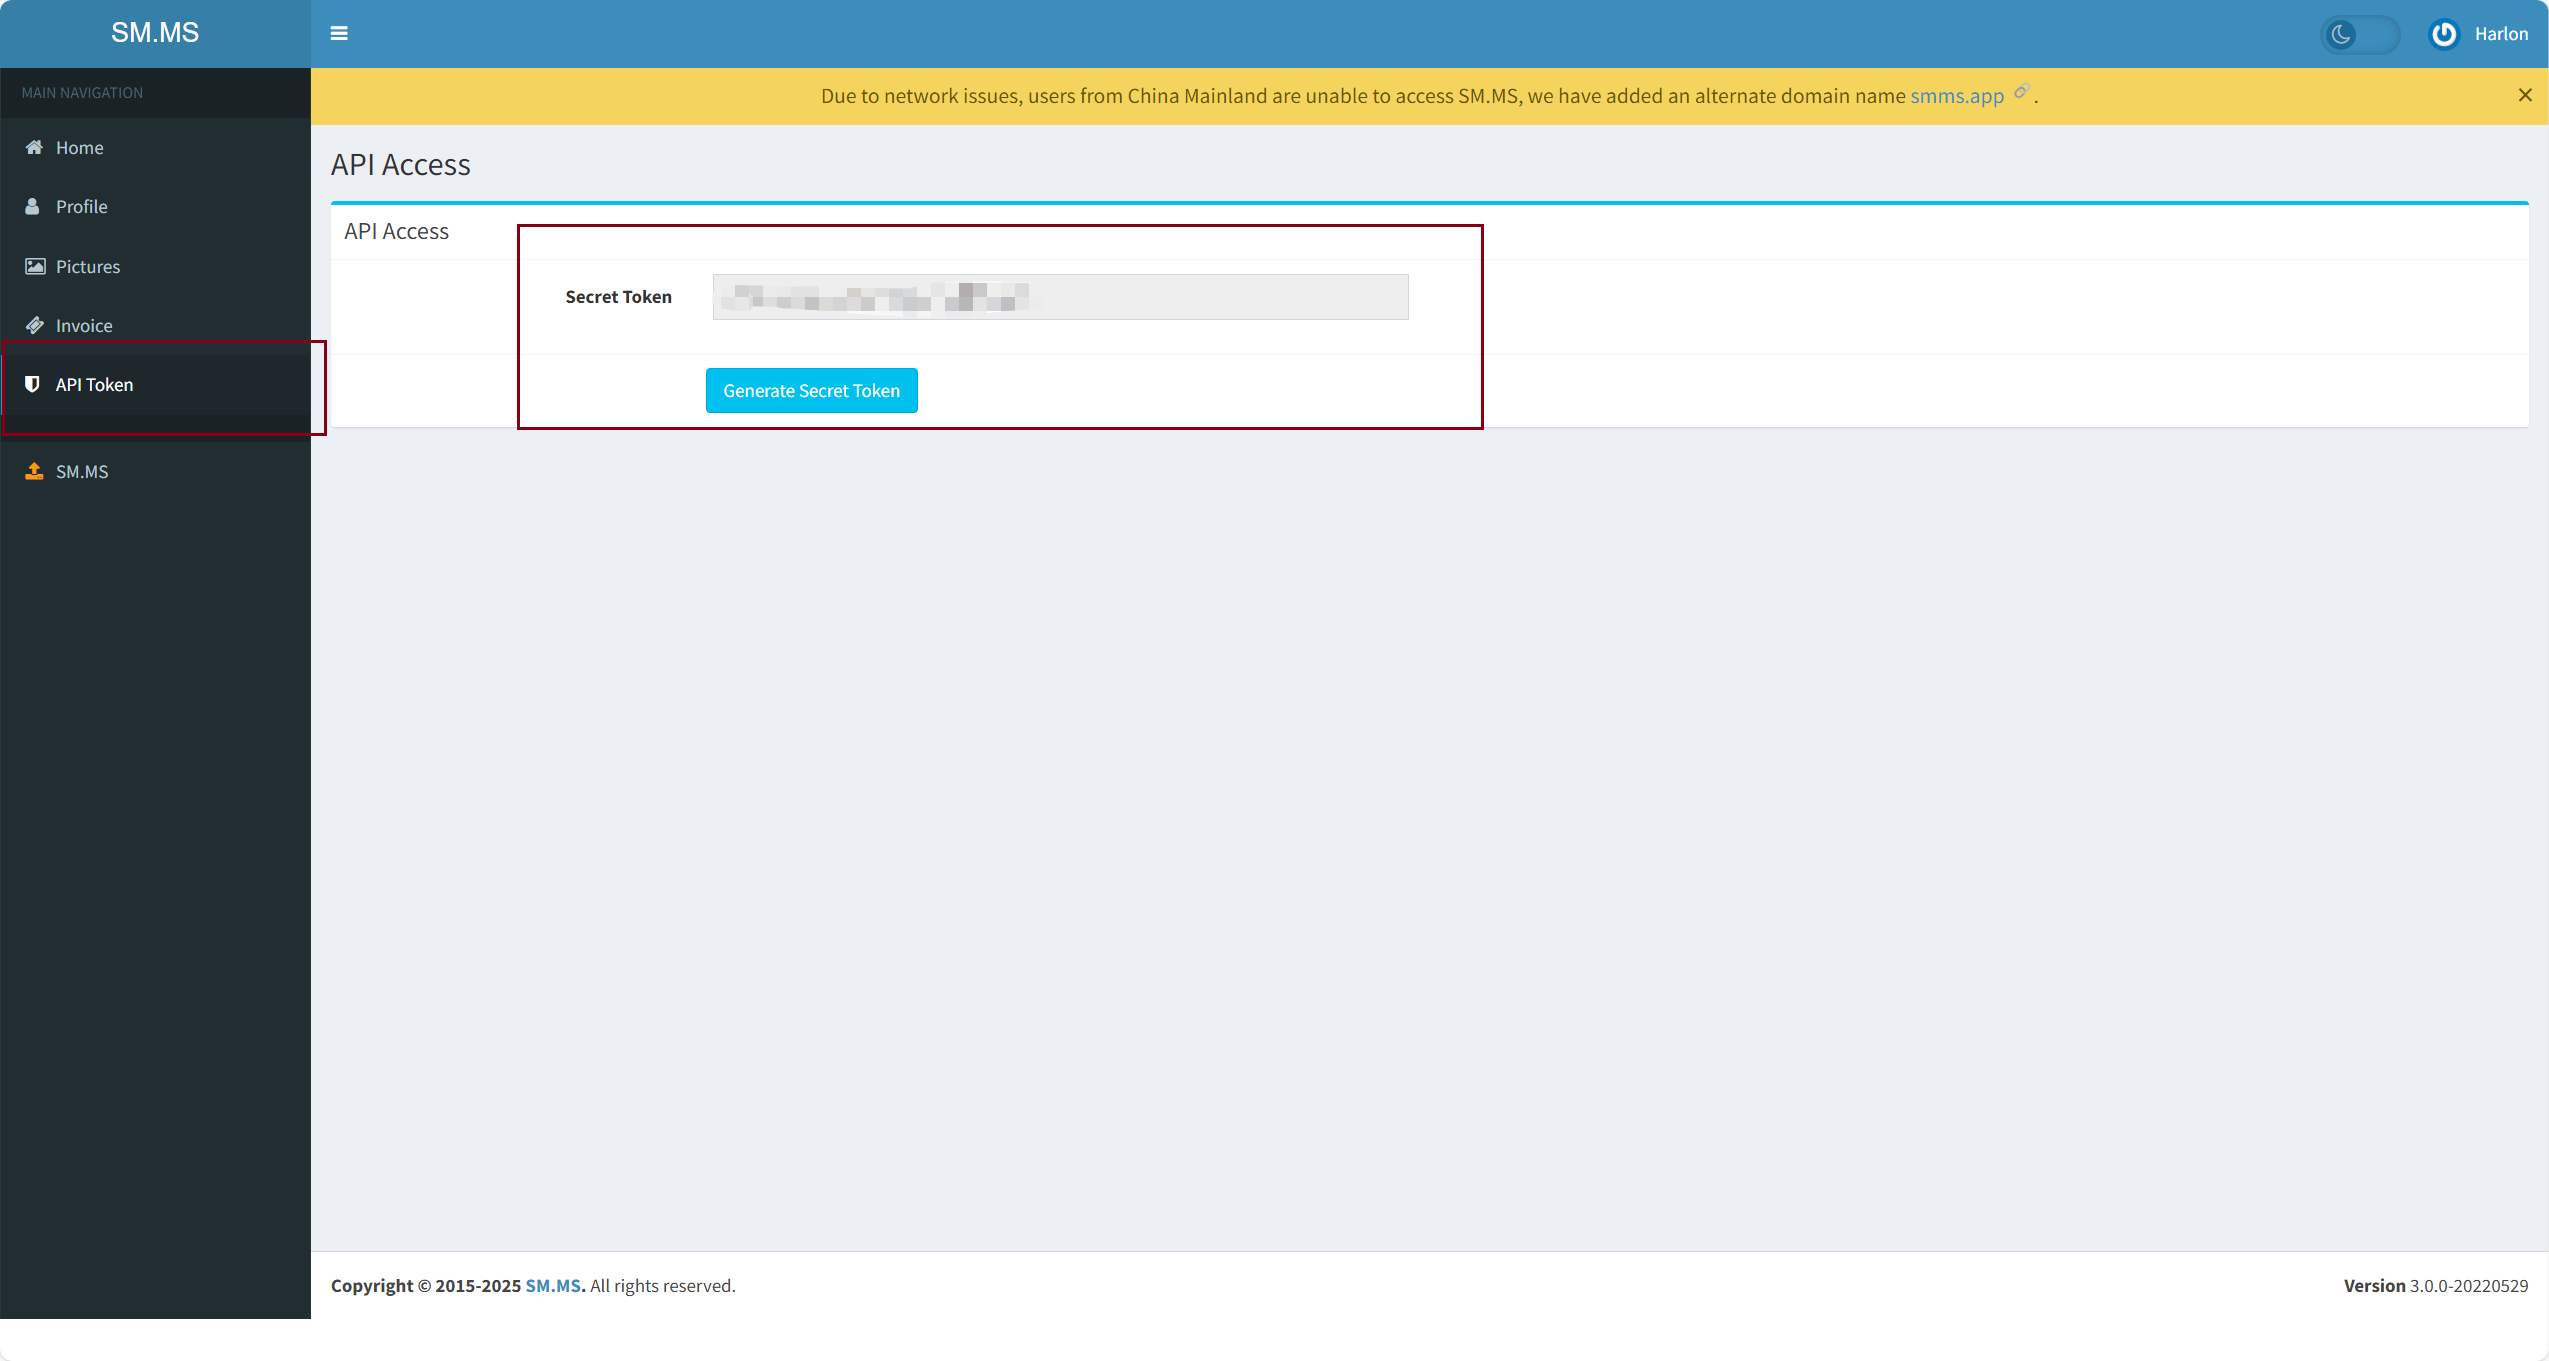 SM.MS
Harlon
MAIN NAVIGATION
Due to network issues, users from China Mainland are unable to access SM.MS, we have added an alternate domain name smms.app .
Home
Profile
Pictures
Invoice
API Token
SM.MS
API Access
API Access
Secret Token
Generate Secret Token
Copyright © 2015-2025 SM.MS. All rights reserved.
Version 3.0.0-20220529